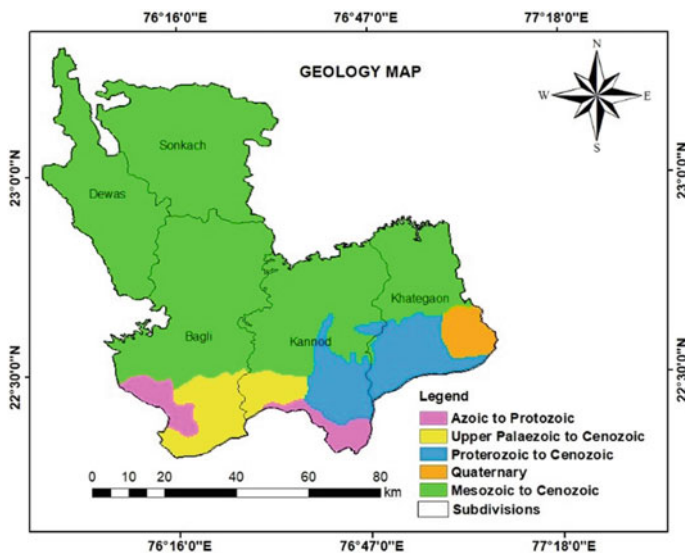 76°16'0"E 76°47'0"E 77°18'0"E
GEOLOGY MAP
N
W E
S
Sonkach
23°0'0"N 23°0'0"N
Dewas
Khategaon
Bagli Kannod
22°30'0"N 22°30'0"N
Legend
Azoic to Protozoic
Upper Palaezoic to Cenozoic
Proterozoic to Cenozoic
Quaternary
Mesozoic to Cenozoic
Subdivisions
0 10 20 40 60 80
km
76°16'0"E 76°47'0"E 77°18'0"E